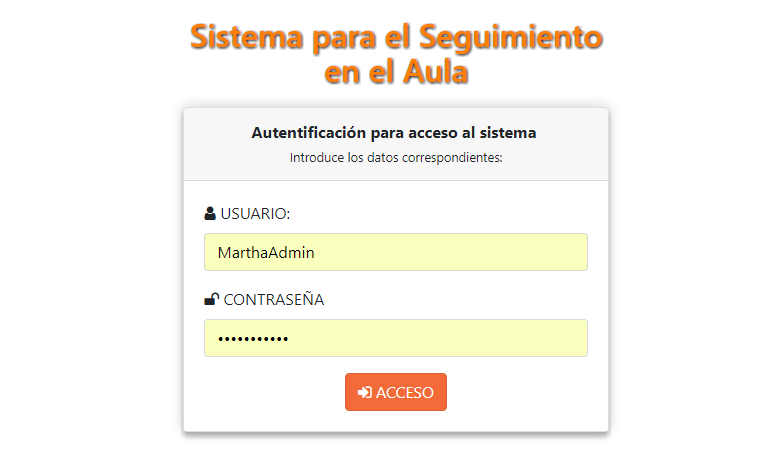 Sistema para el Seguimiento
en el Aula
Autentificación para acceso al sistema
Introduce los datos correspondientes:
USUARIO:
MarthaAdmin
CONTRASEÑA
•••••••••••
ACCESO